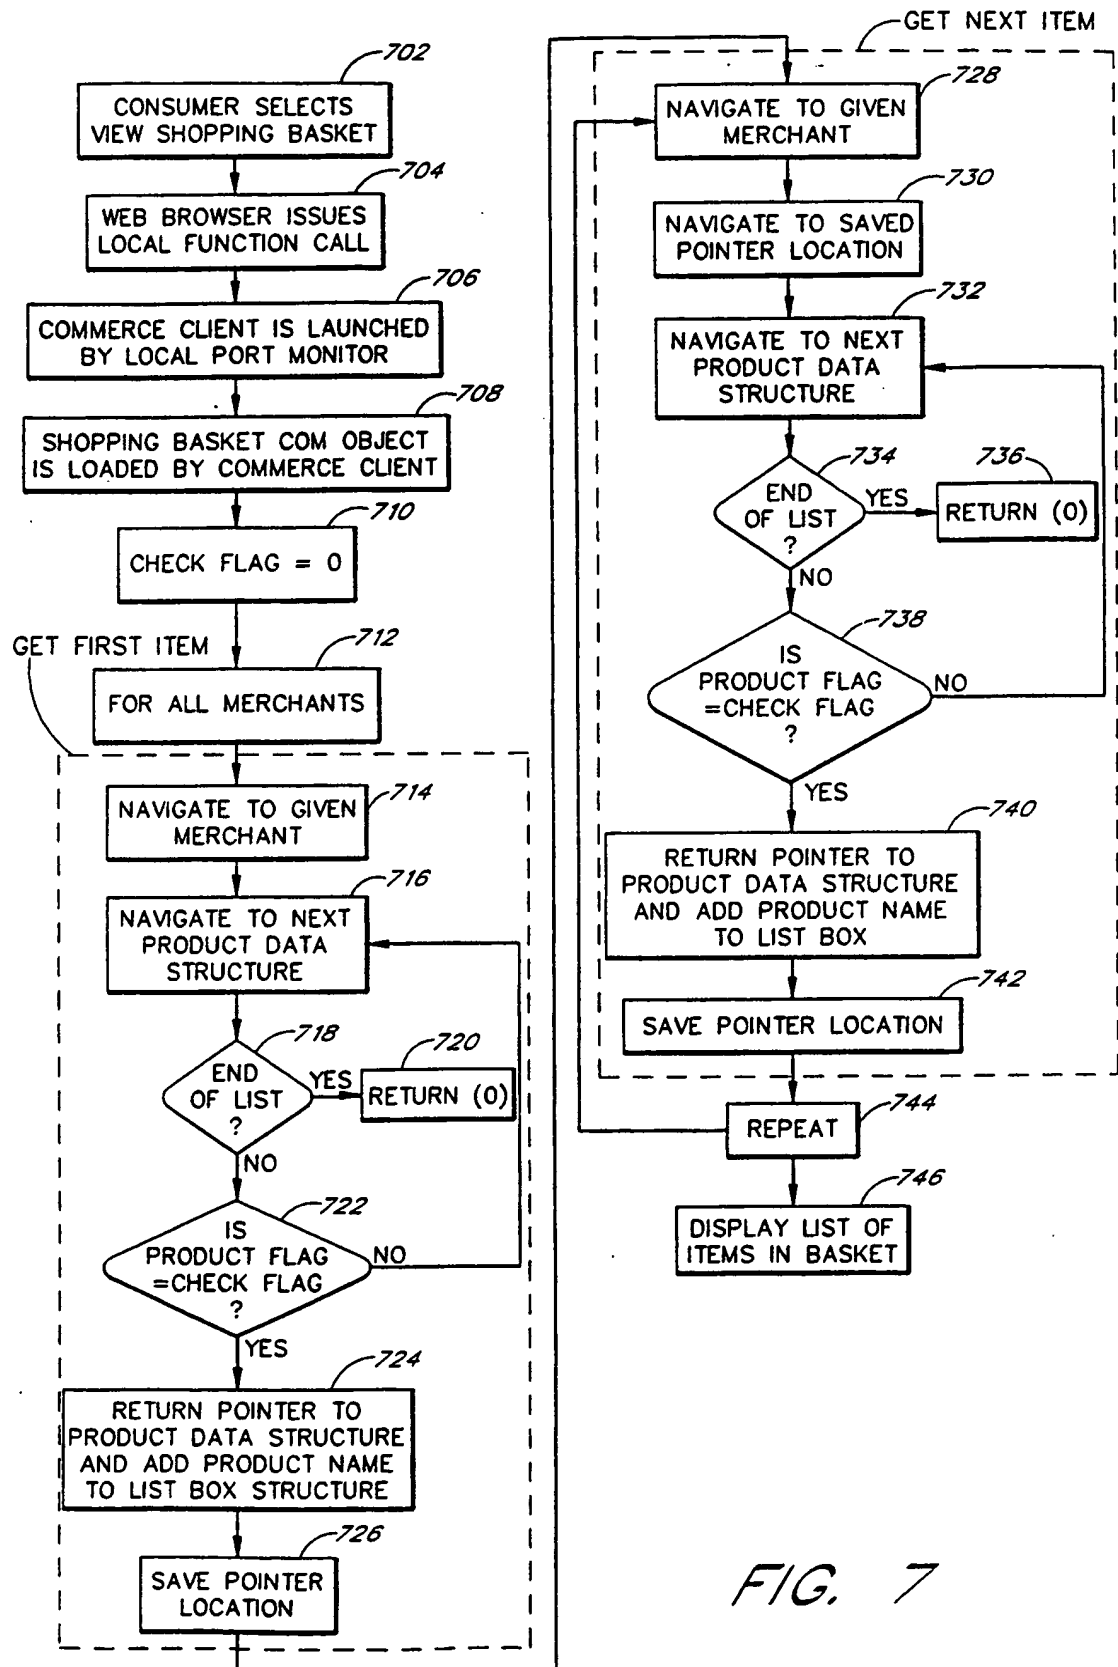 702
CONSUMER SELECTS
VIEW SHOPPING BASKET
704
WEB BROWSER ISSUES
LOCAL FUNCTION CALL
706
COMMERCE CLIENT IS LAUNCHED
BY LOCAL PORT MONITOR
708
SHOPPING BASKET COM OBJECT
IS LOADED BY COMMERCE CLIENT
710
CHECK FLAG = 0
GET FIRST ITEM
712
FOR ALL MERCHANTS
714
NAVIGATE TO GIVEN
MERCHANT
716
NAVIGATE TO NEXT
PRODUCT DATA
STRUCTURE
718
END
OF LIST
?
YES
720
RETURN (0)
NO
722
IS
PRODUCT FLAG
=CHECK FLAG
?
NO
YES
724
RETURN POINTER TO
PRODUCT DATA STRUCTURE
AND ADD PRODUCT NAME
TO LIST BOX STRUCTURE
726
SAVE POINTER
LOCATION
GET NEXT ITEM
728
NAVIGATE TO GIVEN
MERCHANT
730
NAVIGATE TO SAVED
POINTER LOCATION
732
NAVIGATE TO NEXT
PRODUCT DATA
STRUCTURE
734
END
OF LIST
?
YES
736
RETURN (0)
NO
738
IS
PRODUCT FLAG
=CHECK FLAG
?
NO
YES
740
RETURN POINTER TO
PRODUCT DATA STRUCTURE
AND ADD PRODUCT NAME
TO LIST BOX
742
SAVE POINTER LOCATION
744
REPEAT
746
DISPLAY LIST OF
ITEMS IN BASKET
FIG. 7